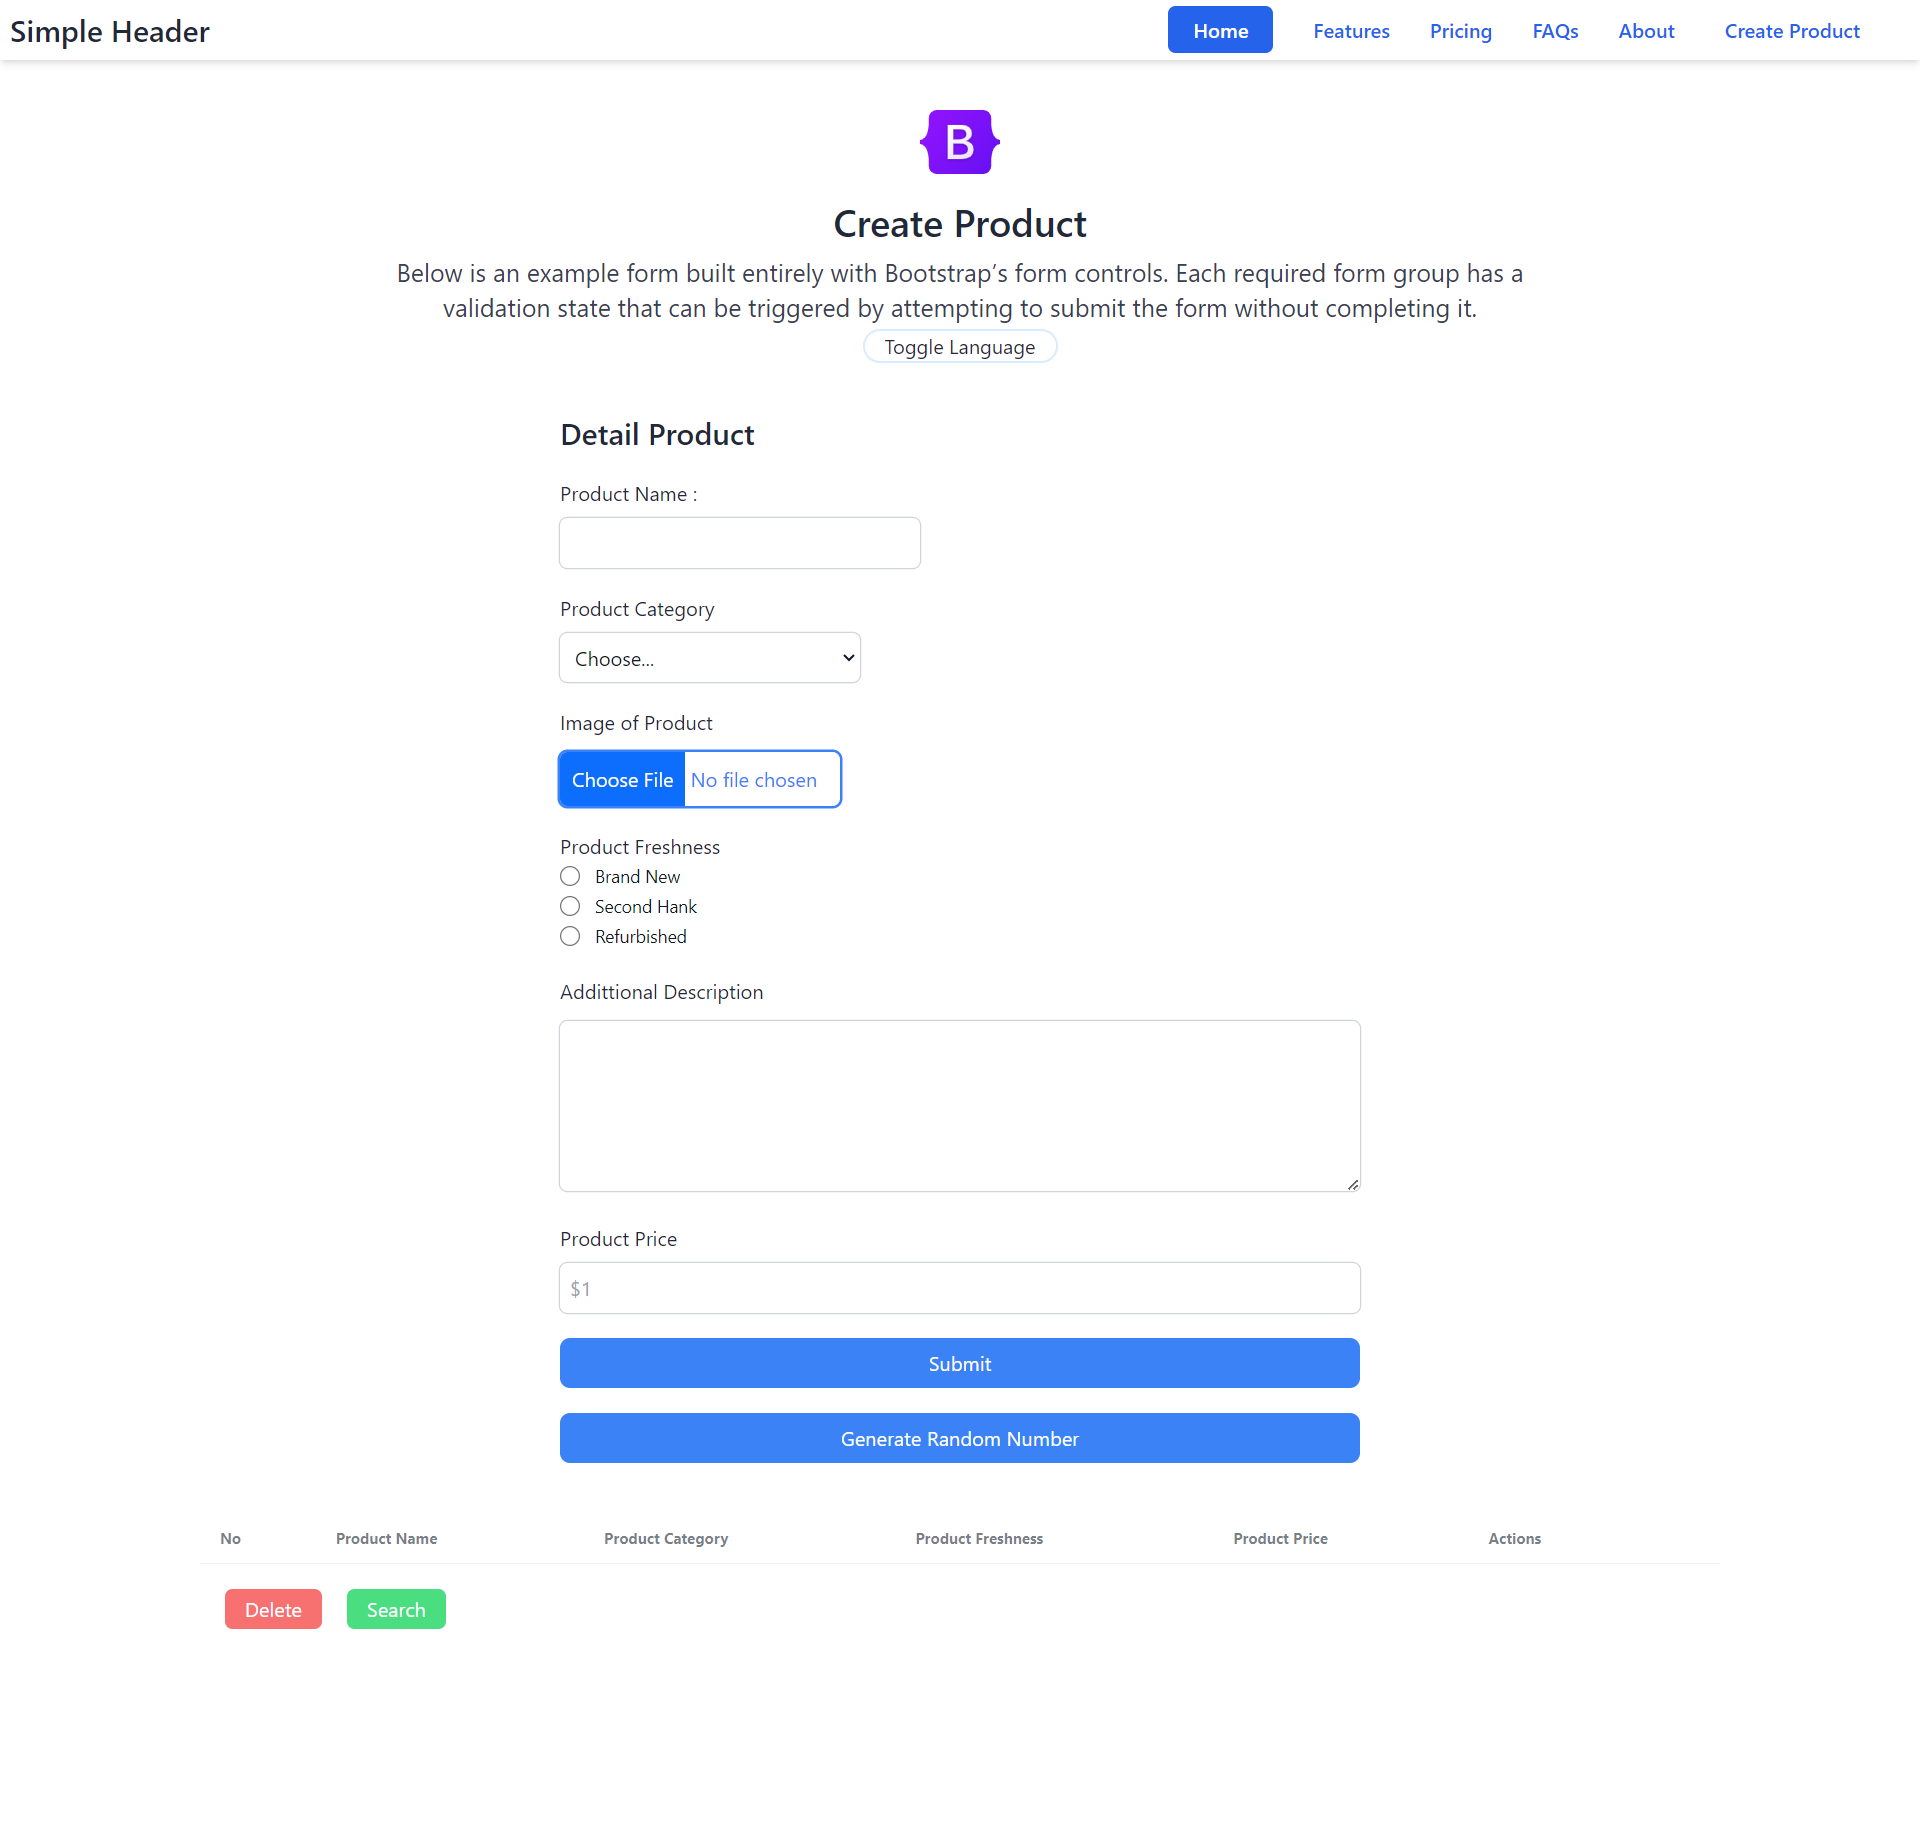 Simple Header
Home Features Pricing FAQs About Create Product
B
Create Product
Below is an example form built entirely with Bootstrap’s form controls. Each required form group has a
validation state that can be triggered by attempting to submit the form without completing it.
Toggle Language
Detail Product
Product Name :
Product Category
Choose...
Image of Product
Choose File No file chosen
Product Freshness
Brand New
Second Hank
Refurbished
Addittional Description
Product Price
$1
Submit
Generate Random Number
No Product Name Product Category Product Freshness Product Price Actions
Delete Search